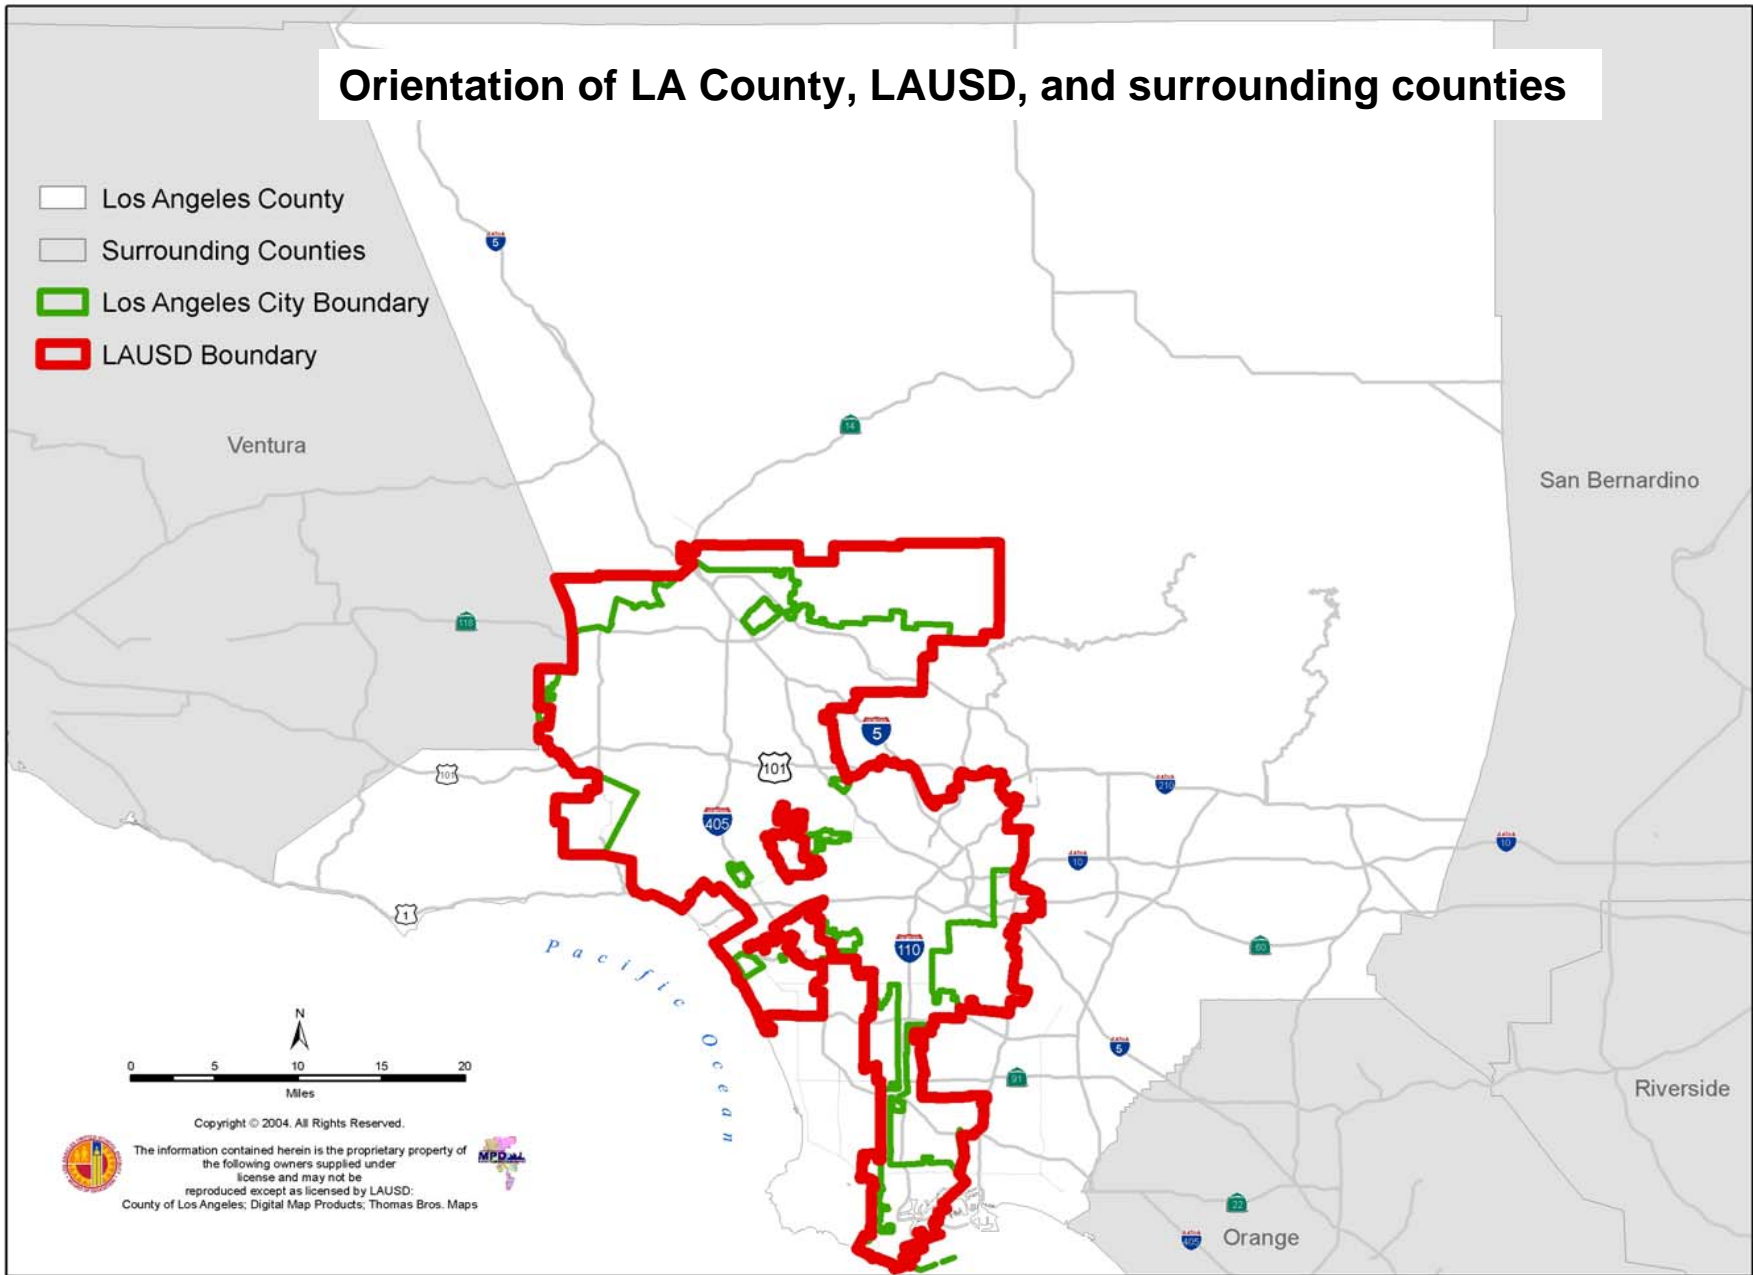 Orientation of LA County, LAUSD, and surrounding counties
Los Angeles County
Surrounding Counties
Los Angeles City Boundary
LAUSD Boundary
5
14
Ventura
San Bernardino
118
5
101
101
210
405
10
10
1
110
60
Pacific Ocean
N
0 5 10 15 20
Miles
5
91
Riverside
Copyright © 2004. All Rights Reserved.
The information contained herein is the proprietary property of
the following owners supplied under
license and may not be
reproduced except as licensed by LAUSD:
County of Los Angeles; Digital Map Products; Thomas Bros. Maps
MPD
22
405
Orange